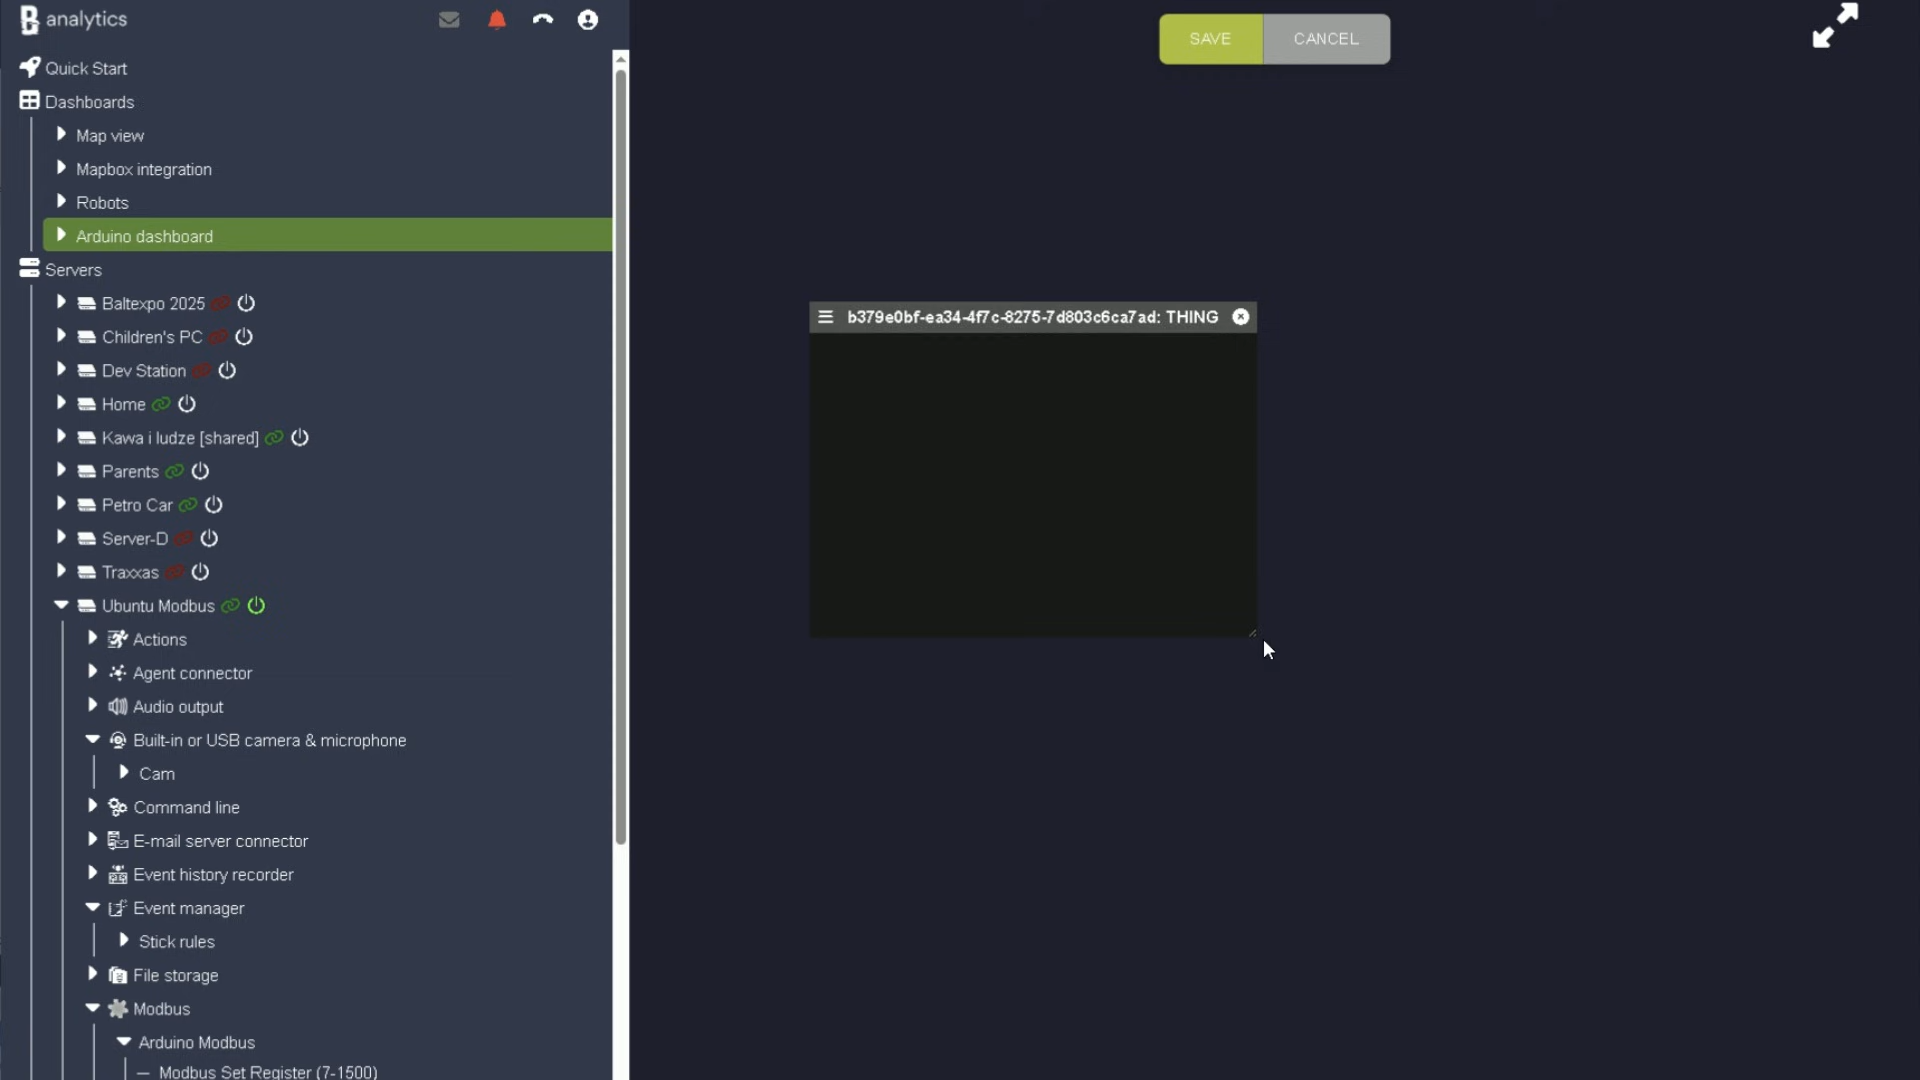 analytics
Quick Start
Dashboards
Map view
Mapbox integration
Robots
Arduino dashboard
Servers
Baltexpo 2025
Children's PC
Dev Station
Home
Kawa i ludze [shared]
Parents
Petro Car
Server-D
Traxxas
Ubuntu Modbus
Actions
Agent connector
Audio output
Built-in or USB camera & microphone
Cam
Command line
E-mail server connector
Event history recorder
Event manager
Stick rules
File storage
Modbus
Arduino Modbus
Modbus Set Register (7-1500)
SAVE CANCEL
b379e0bf-ea34-4f7c-8275-7d803c6ca7ad: THING